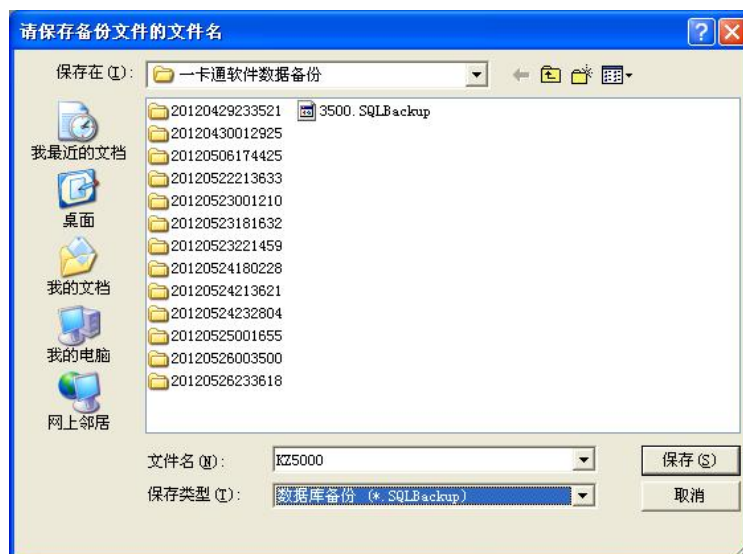 请保存备份文件的文件名
保存在(I):
一卡通软件数据备份
我最近的文档
桌面
我的文档
我的电脑
网上邻居
20120429233521
20120430012925
20120506174425
20120522213633
20120523001210
20120523181632
20120523221459
20120524180228
20120524213621
20120524232804
20120525001655
20120526003500
20120526233618
3500.SQLBackup
文件名(N):
KZ5000
保存(S)
保存类型(T):
数据库备份 (*.SQLBackup)
取消